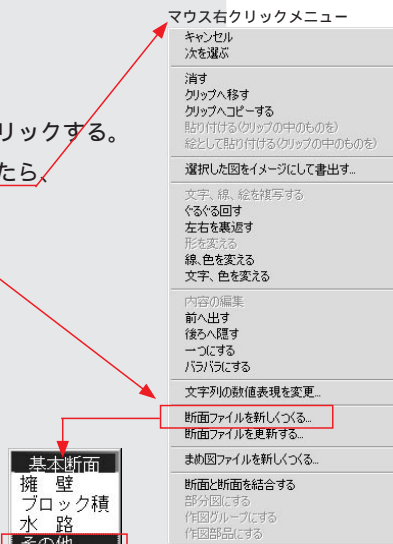 マウス右クリックメニュー
キャンセル
次を選ぶ
消す
クリップへ移す
クリップへコピーする
貼り付ける(クリップの中のものを)
絵として貼り付ける(クリップの中のものを)
リックする。
たら、
選択した図をイメージにして書出す...
文字、線、絵を複写する
ぐるぐる回す
左右を裏返す
形を変える
線、色を変える
文字、色を変える
内容の編集
前へ出す
後ろへ隠す
一つにする
バラバラにする
文字列の数値表現を変更...
断面ファイルを新しくつくる...
断面ファイルを更新する...
まめ図ファイルを新しくつくる...
断面と断面を結合する
部分図にする
作図グループにする
作図部品にする
基本断面
擁 壁
ブロック積
水 路
その他